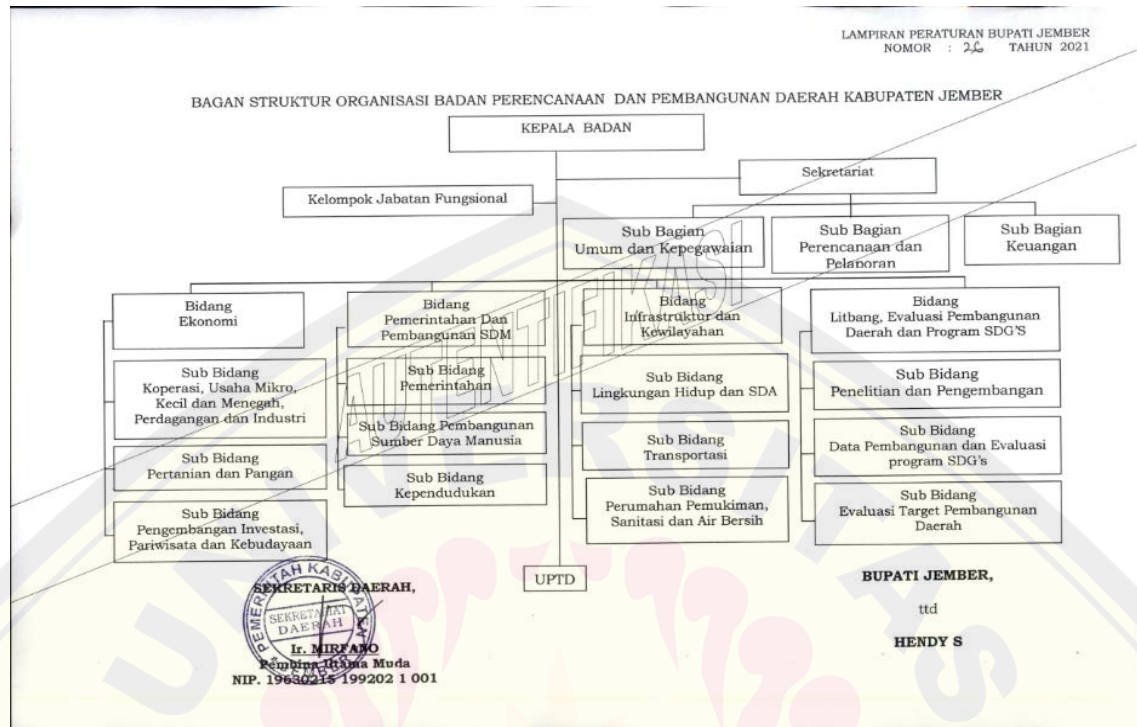 LAMPIRAN PERATURAN BUPATI JEMBER
NOMOR : 26 TAHUN 2021
BAGAN STRUKTUR ORGANISASI BADAN PERENCANAAN DAN PEMBANGUNAN DAERAH KABUPATEN JEMBER
KEPALA BADAN
Sekretariat
Kelompok Jabatan Fungsional
Sub Bagian
Umum dan Kepegawaian
Sub Bagian
Perencanaan dan
Pelaporan
Sub Bagian
Keuangan
Bidang
Ekonomi
Sub Bidang
Koperasi, Usaha Mikro,
Kecil dan Menegah,
Perdagangan dan Industri
Sub Bidang
Pertanian dan Pangan
Sub Bidang
Pengembangan Investasi,
Pariwisata dan Kebudayaan
Bidang
Pemerintahan Dan
Pembangunan SDM
Sub Bidang
Pemerintahan
Sub Bidang Pembangunan
Sumber Daya Manusia
Sub Bidang
Kependudukan
Bidang
Infrastruktur dan
Kewilayahan
Sub Bidang
Lingkungan Hidup dan SDA
Sub Bidang
Transportasi
Sub Bidang
Perumahan Pemukiman,
Sanitasi dan Air Bersih
Bidang
Litbang, Evaluasi Pembangunan
Daerah dan Program SDG'S
Sub Bidang
Penelitian dan Pengembangan
Sub Bidang
Data Pembangunan dan Evaluasi
program SDG's
Sub Bidang
Evaluasi Target Pembangunan
Daerah
UPTD
AUTENTIFIKASI
UNIVERSITAS
SEKRETARIS DAERAH,
PEMERINTAH KABUPATEN
JEMBER
SEKRETARIAT
DAERAH
Ir. MIRFANO
Pembina Utama Muda
NIP. 19630215 199202 1 001
BUPATI JEMBER,
ttd
HENDY S